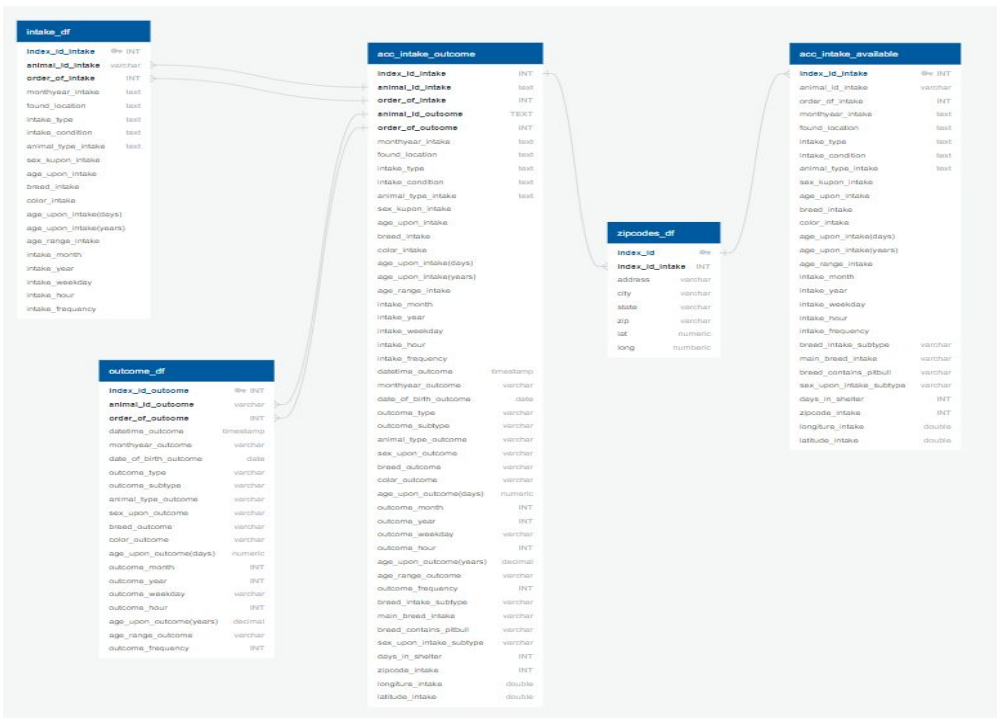 intake_df
index_id_intake INT
animal_id_intake varchar
order_of_intake INT
monthyear_intake text
found_location text
intake_type text
intake_condition text
animal_type_intake text
sex_kupon_intake
age_upon_intake
breed_intake
color_intake
age_upon_intake(days)
age_upon_intake(years)
age_range_intake
intake_month
intake_year
intake_weekday
intake_hour
intake_frequency
outcome_df
index_id_outcome INT
animal_id_outcome varchar
order_of_outcome INT
datetime_outcome timestamp
monthyear_outcome varchar
date_of_birth_outcome date
outcome_type varchar
outcome_subtype varchar
animal_type_outcome varchar
sex_upon_outcome varchar
breed_outcome varchar
color_outcome varchar
age_upon_outcome(days) numeric
outcome_month INT
outcome_year INT
outcome_weekday varchar
outcome_hour INT
age_upon_outcome(years) decimal
age_range_outcome varchar
outcome_frequency INT
acc_intake_outcome
index_id_intake INT
animal_id_intake text
order_of_intake INT
animal_id_outcome TEXT
order_of_outcome INT
monthyear_intake text
found_location text
intake_type text
intake_condition text
animal_type_intake text
sex_kupon_intake
age_upon_intake
breed_intake
color_intake
age_upon_intake(days)
age_upon_intake(years)
age_range_intake
intake_month
intake_year
intake_weekday
intake_hour
intake_frequency
datetime_outcome timestamp
monthyear_outcome varchar
date_of_birth_outcome date
outcome_type varchar
outcome_subtype varchar
animal_type_outcome varchar
sex_upon_outcome varchar
breed_outcome varchar
color_outcome varchar
age_upon_outcome(days) numeric
outcome_month INT
outcome_year INT
outcome_weekday varchar
outcome_hour INT
age_upon_outcome(years) decimal
age_range_outcome varchar
outcome_frequency INT
breed_intake_subtype varchar
main_breed_intake varchar
breed_contains_pitbull varchar
sex_upon_intake_subtype varchar
days_in_shelter INT
zipcode_intake INT
longiture_intake double
latitude_intake double
zipcodes_df
index_id
index_id_intake INT
address varchar
city varchar
state varchar
zip varchar
lat numeric
long numberic
acc_intake_available
index_id_intake INT
animal_id_intake varchar
order_of_intake INT
monthyear_intake text
found_location text
intake_type text
intake_condition text
animal_type_intake text
sex_kupon_intake
age_upon_intake
breed_intake
color_intake
age_upon_intake(days)
age_upon_intake(years)
age_range_intake
intake_month
intake_year
intake_weekday
intake_hour
intake_frequency
breed_intake_subtype varchar
main_breed_intake varchar
breed_contains_pitbull varchar
sex_upon_intake_subtype varchar
days_in_shelter INT
zipcode_intake INT
longiture_intake double
latitude_intake double